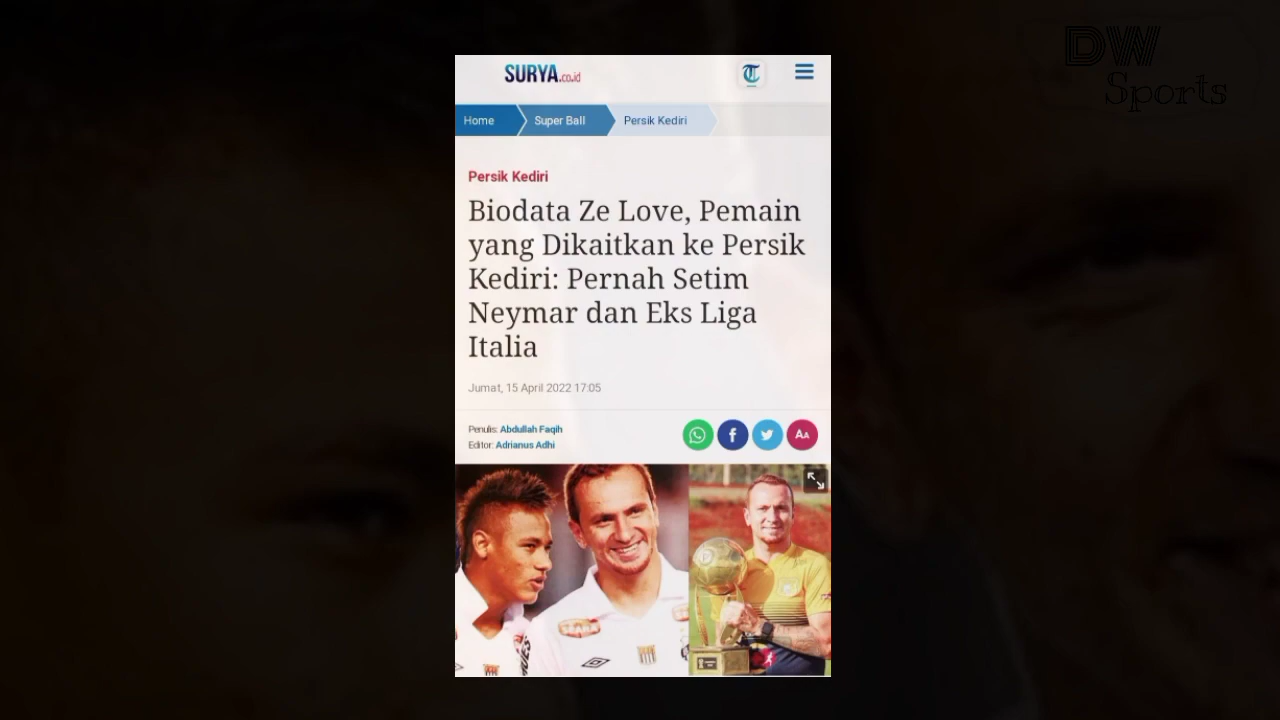 DW
Sports
SURYA.co.id
Home
Super Ball
Persik Kediri
Persik Kediri
Biodata Ze Love, Pemain
yang Dikaitkan ke Persik
Kediri: Pernah Setim
Neymar dan Eks Liga
Italia
Jumat, 15 April 2022 17:05
Penulis: Abdullah Faqih
Editor: Adrianus Adhi
AA
SEARA